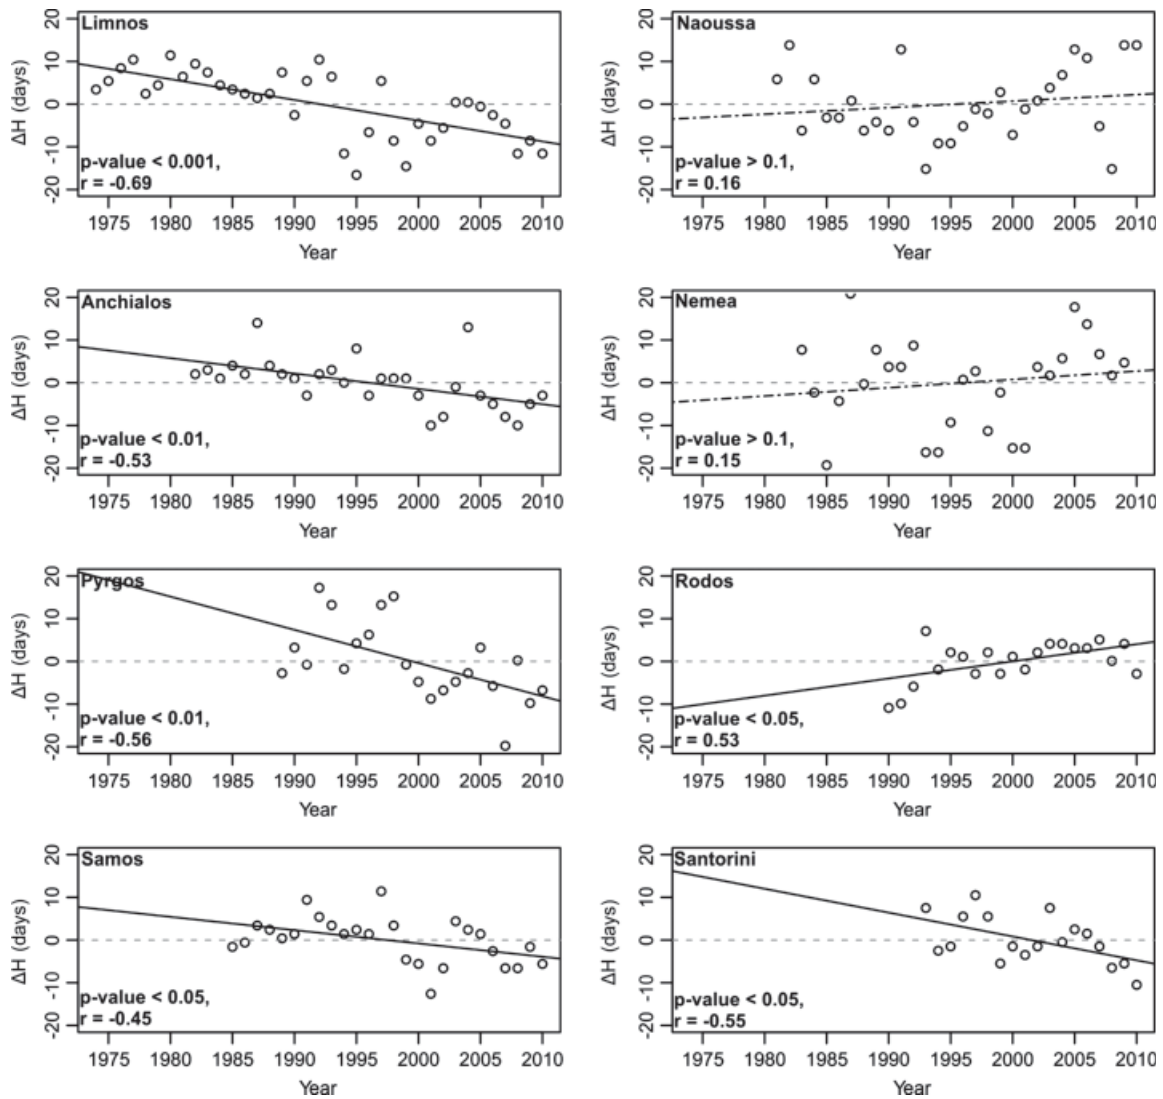 Limnos
p-value < 0.001,
r = -0.69
ΔH (days)
20
10
0
-10
-20
1975 1980 1985 1990 1995 2000 2005 2010
Year
Naoussa
p-value > 0.1,
r = 0.16
ΔH (days)
20
10
0
-10
-20
1975 1980 1985 1990 1995 2000 2005 2010
Year
Anchialos
p-value < 0.01,
r = -0.53
ΔH (days)
20
10
0
-10
-20
1975 1980 1985 1990 1995 2000 2005 2010
Year
Nemea
p-value > 0.1,
r = 0.15
ΔH (days)
20
10
0
-10
-20
1975 1980 1985 1990 1995 2000 2005 2010
Year
Pyrgos
p-value < 0.01,
r = -0.56
ΔH (days)
20
10
0
-10
-20
1975 1980 1985 1990 1995 2000 2005 2010
Year
Rodos
p-value < 0.05,
r = 0.53
ΔH (days)
20
10
0
-10
-20
1975 1980 1985 1990 1995 2000 2005 2010
Year
Samos
p-value < 0.05,
r = -0.45
ΔH (days)
20
10
0
-10
-20
1975 1980 1985 1990 1995 2000 2005 2010
Year
Santorini
p-value < 0.05,
r = -0.55
ΔH (days)
20
10
0
-10
-20
1975 1980 1985 1990 1995 2000 2005 2010
Year